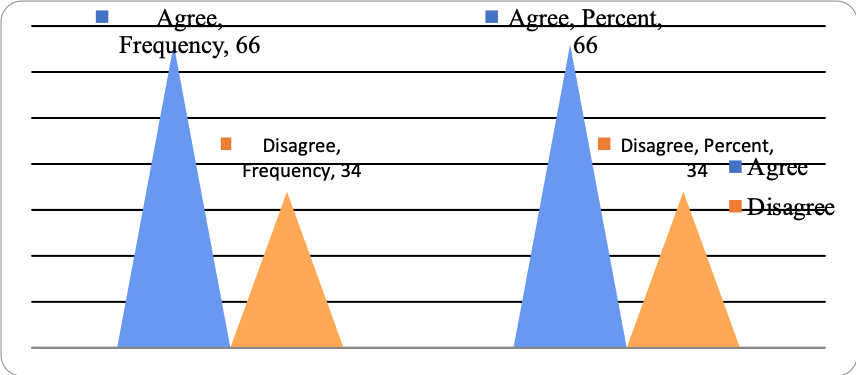 Agree,
Frequency, 66
Agree, Percent,
66
Disagree,
Frequency, 34
Disagree, Percent,
34
Agree
Disagree